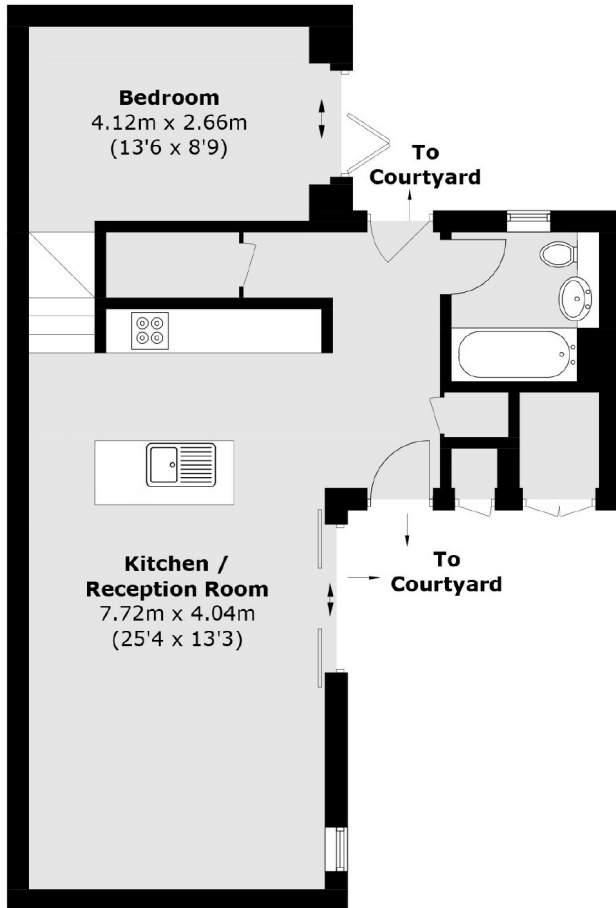 Bedroom
4.12m x 2.66m
(13'6 x 8'9)
To
Courtyard
Kitchen /
Reception Room
7.72m x 4.04m
(25'4 x 13'3)
To
Courtyard